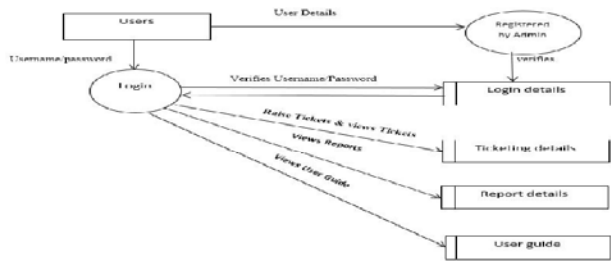 Users
User Details
Registered
by Admin
Username/password
verifies
Login
Verifies Username/Password
Login details
Raise Tickets & views Tickets
Ticketing details
Views Reports
Report details
Views User Guide
User guide